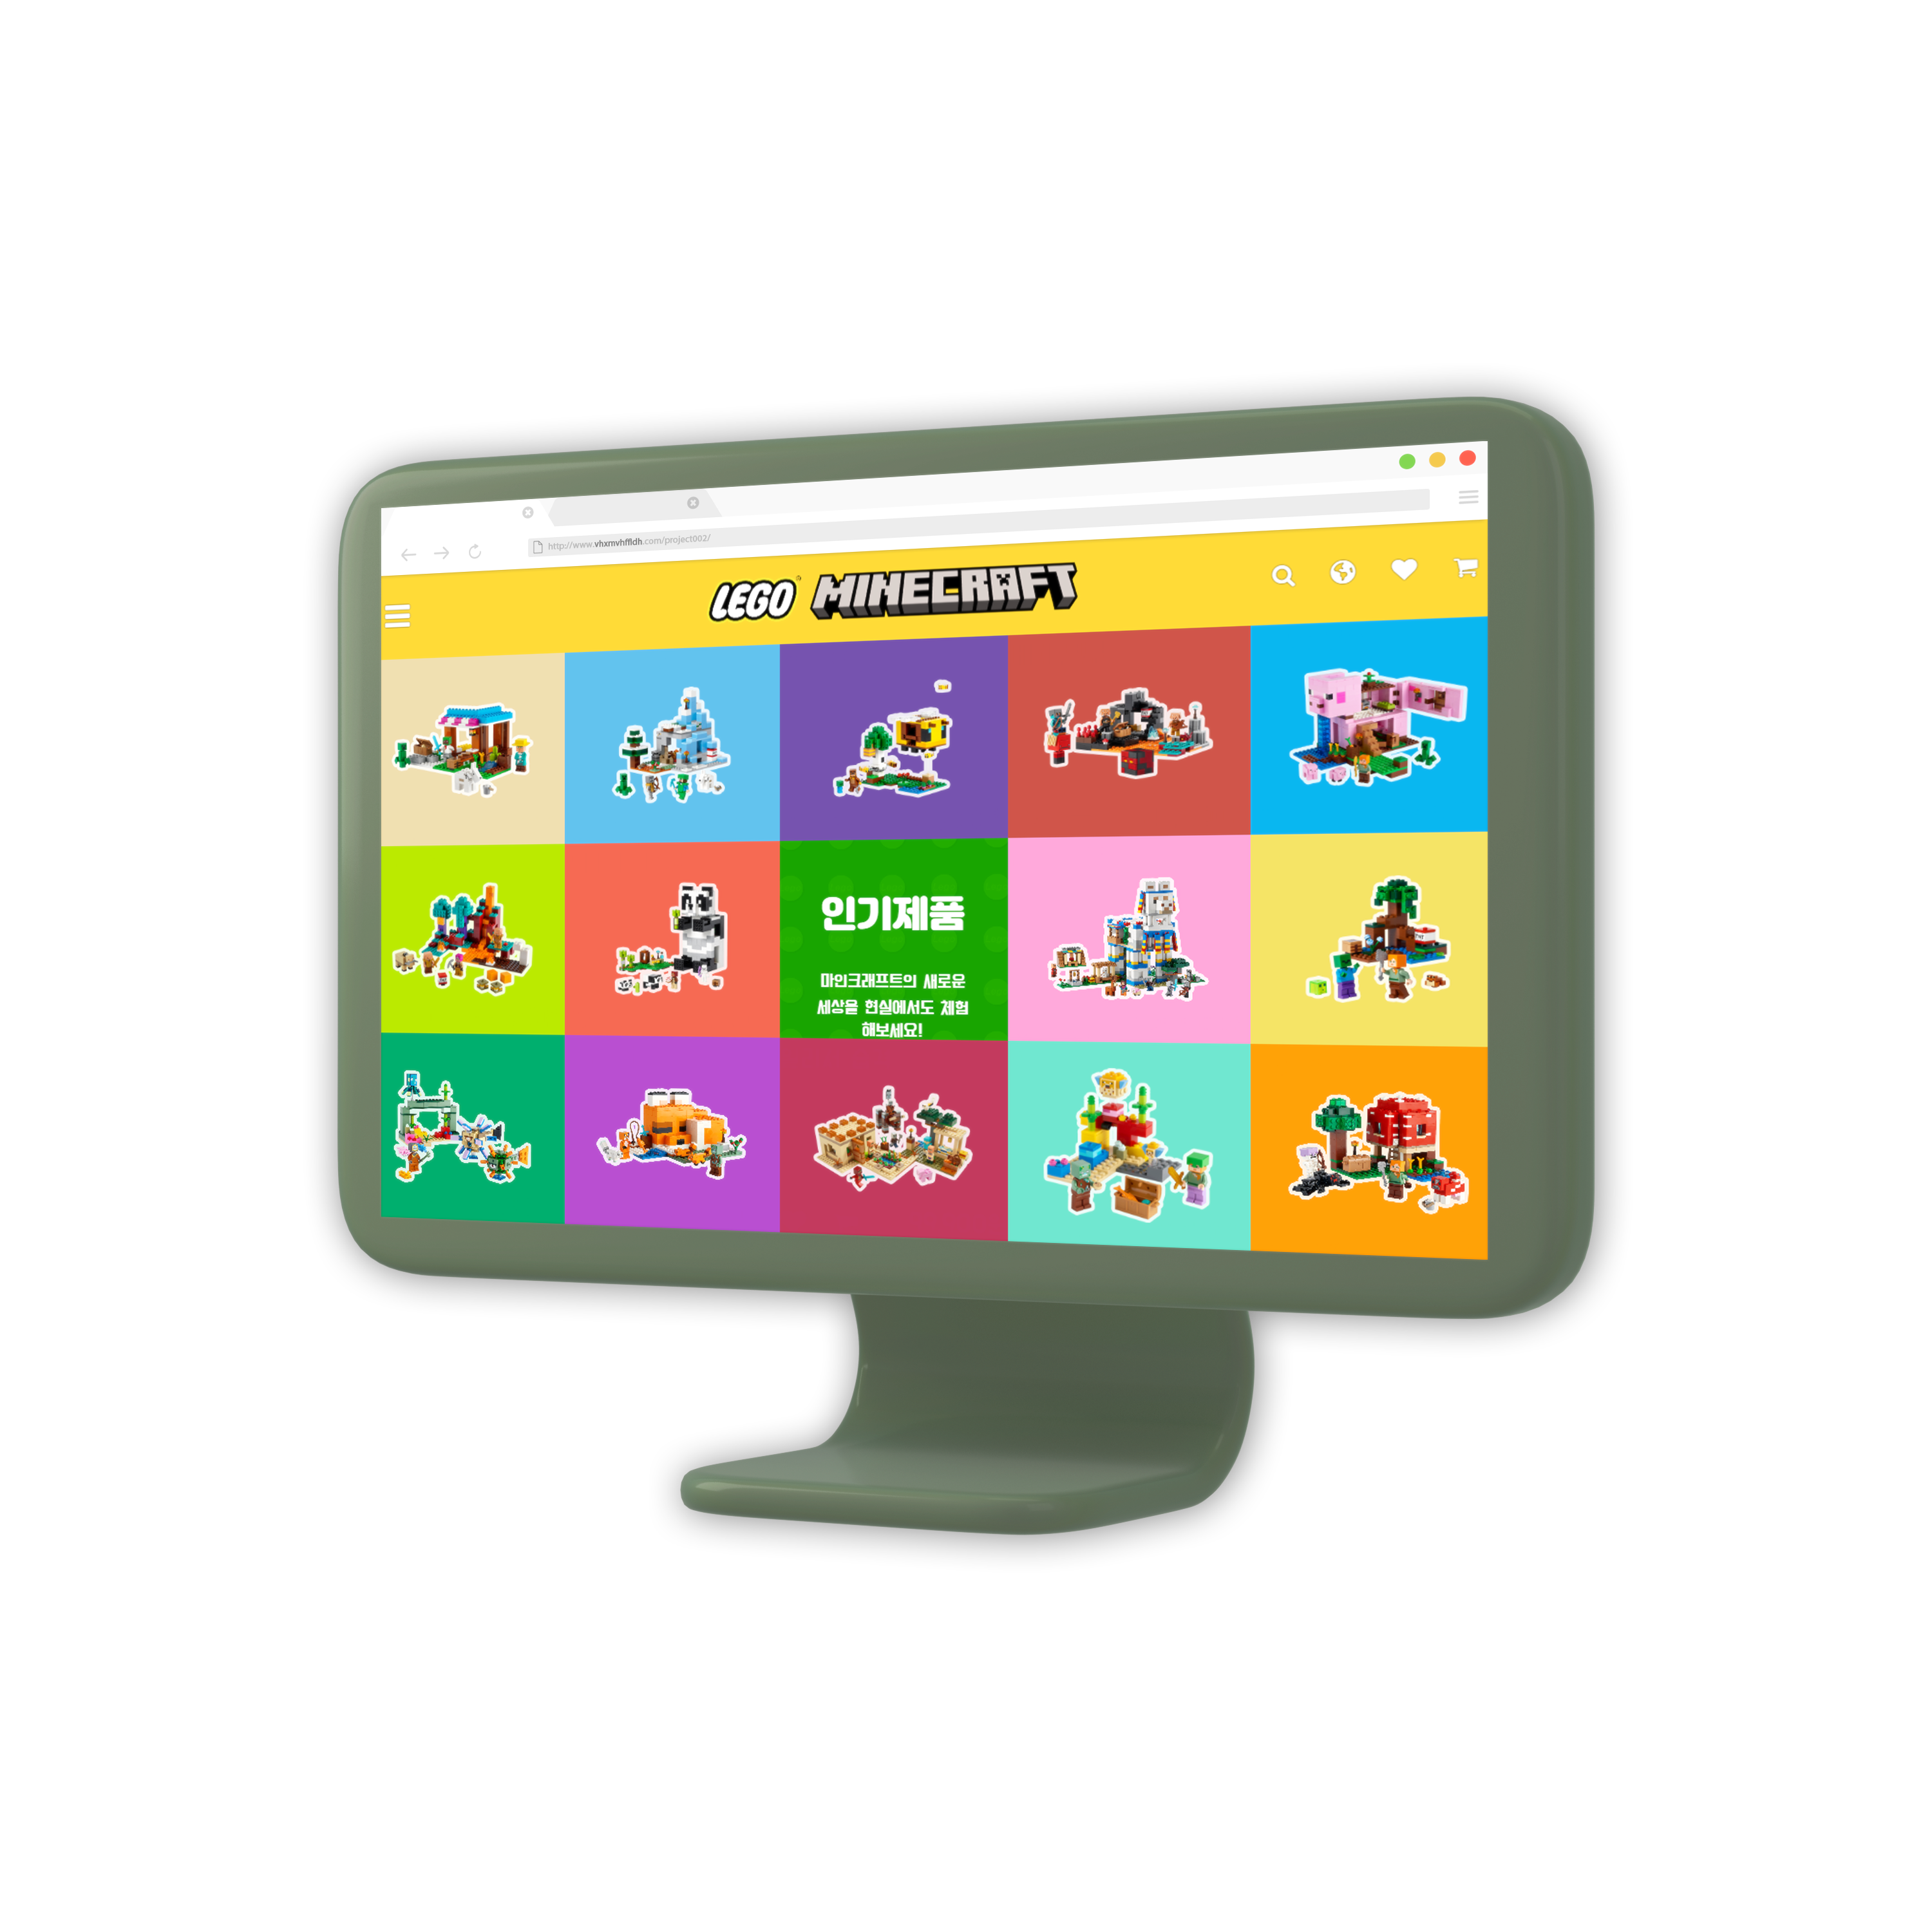 http://www.vhxmvhffldh.com/project002/
LEGO MINECRAFT
인기제품
마인크래프트의 새로운
세상을 현실에서도 체험
해보세요!